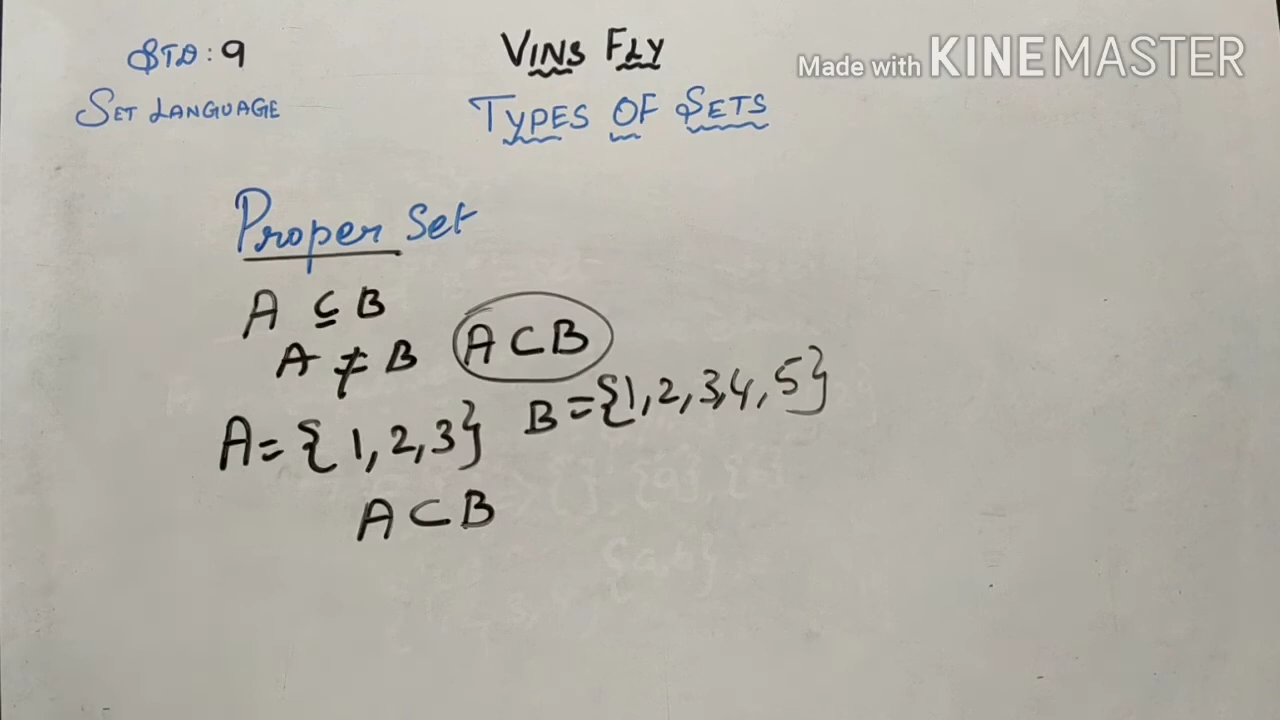 STD: 9
VINS FLY
Made with KINEMASTER
SET LANGUAGE
TYPES OF SETS
Proper Set
A ⊆ B
A ≠ B
A ⊂ B
A = { 1, 2, 3}
B = {1, 2, 3, 4, 5}
A ⊂ B